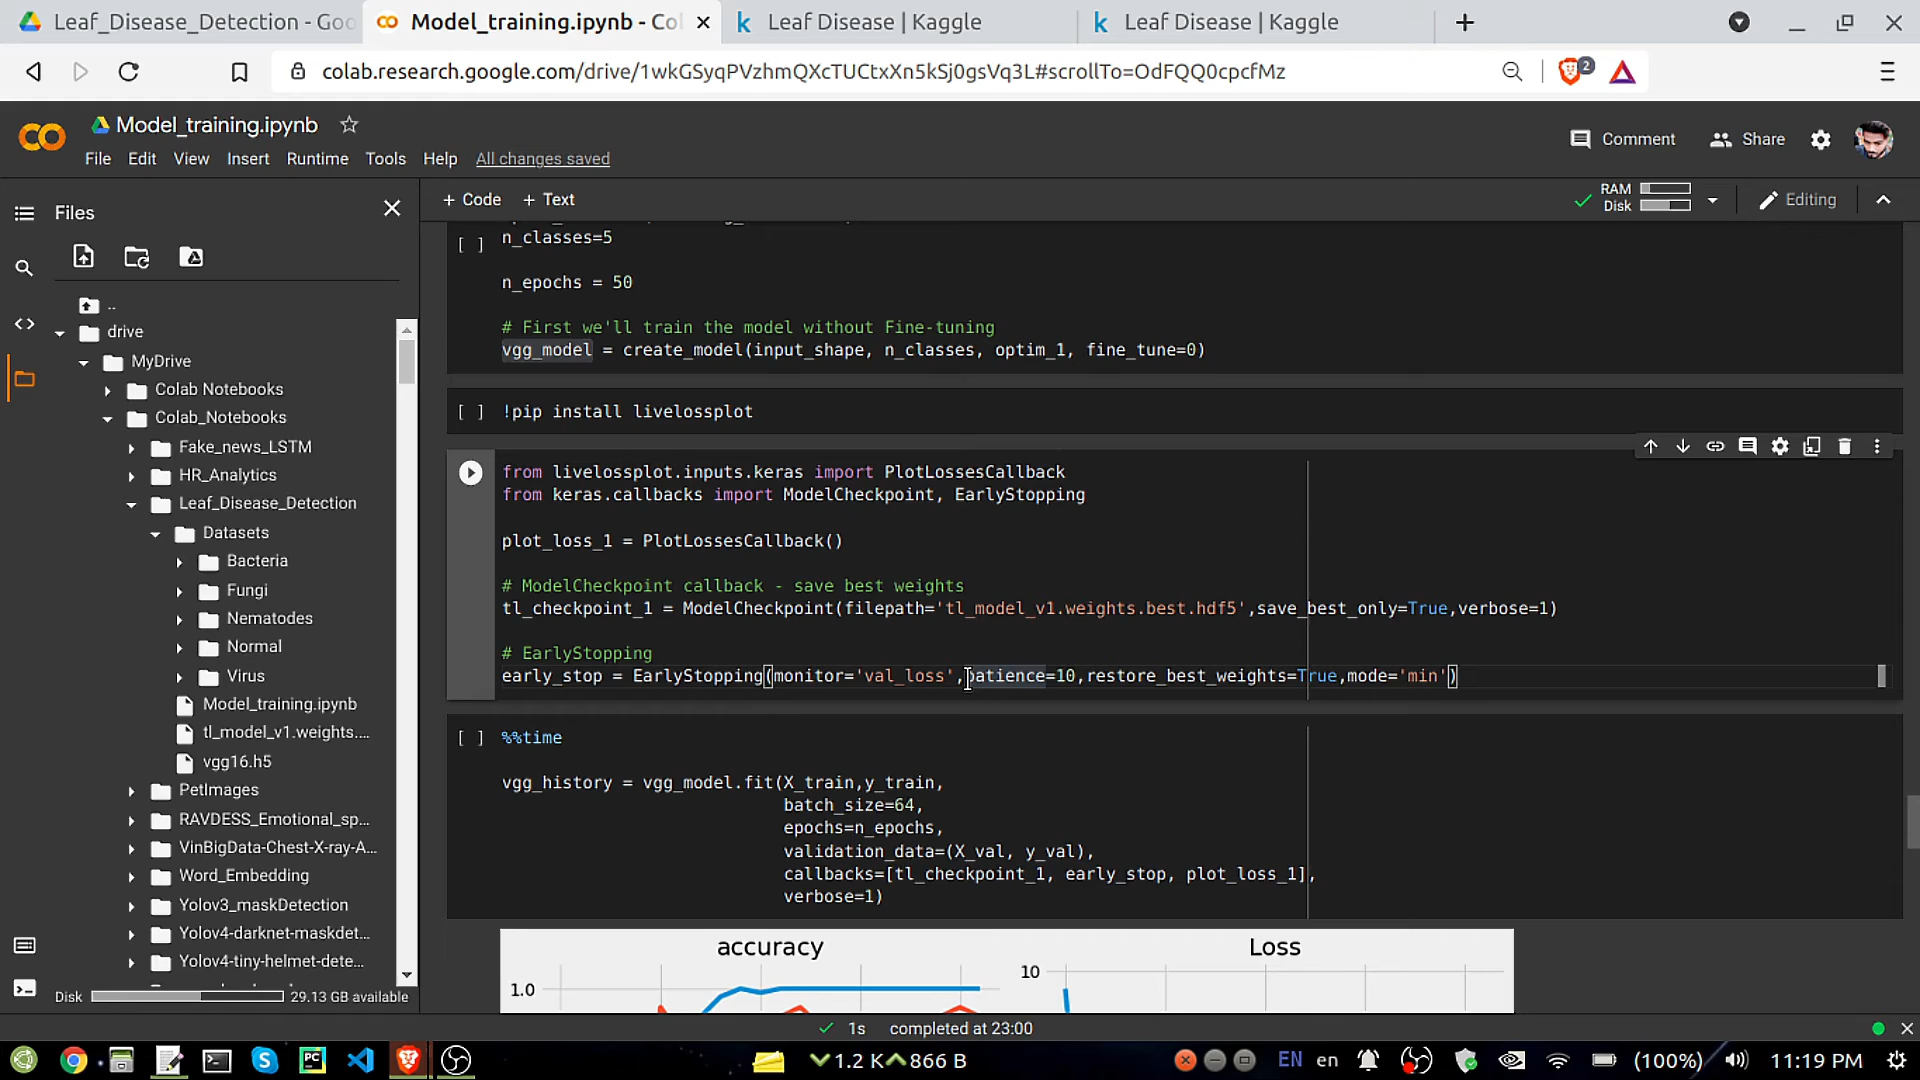 Leaf_Disease_Detection - Goo
Model_training.ipynb - Co
Leaf Disease | Kaggle
Leaf Disease | Kaggle
colab.research.google.com/drive/1wkGSyqPVzhmQXcTUCtxXn5kSj0gsVq3L#scrollTo=OdFQQ0cpcfMz
2
Model_training.ipynb
File Edit View Insert Runtime Tools Help All changes saved
Comment
Share
Files
+ Code + Text
RAM
Disk
Editing
..
drive
MyDrive
Colab Notebooks
Colab_Notebooks
Fake_news_LSTM
HR_Analytics
Leaf_Disease_Detection
Datasets
Bacteria
Fungi
Nematodes
Normal
Virus
Model_training.ipynb
tl_model_v1.weights....
vgg16.h5
PetImages
RAVDESS_Emotional_sp...
VinBigData-Chest-X-ray-A...
Word_Embedding
Yolov3_maskDetection
Yolov4-darknet-maskdet...
Yolov4-tiny-helmet-dete...
Disk 29.13 GB available
[ ] n_classes=5
n_epochs = 50
# First we'll train the model without Fine-tuning
vgg_model = create_model(input_shape, n_classes, optim_1, fine_tune=0)
[ ] !pip install livelossplot
from livelossplot.inputs.keras import PlotLossesCallback
from keras.callbacks import ModelCheckpoint, EarlyStopping
plot_loss_1 = PlotLossesCallback()
# ModelCheckpoint callback - save best weights
tl_checkpoint_1 = ModelCheckpoint(filepath='tl_model_v1.weights.best.hdf5',save_best_only=True,verbose=1)
# EarlyStopping
early_stop = EarlyStopping(monitor='val_loss',patience=10,restore_best_weights=True,mode='min')
[ ] %%time
vgg_history = vgg_model.fit(X_train,y_train,
batch_size=64,
epochs=n_epochs,
validation_data=(X_val, y_val),
callbacks=[tl_checkpoint_1, early_stop, plot_loss_1],
verbose=1)
accuracy
Loss
1.0
10
1s completed at 23:00
1.2 K 866 B
EN en
(100%)
11:19 PM